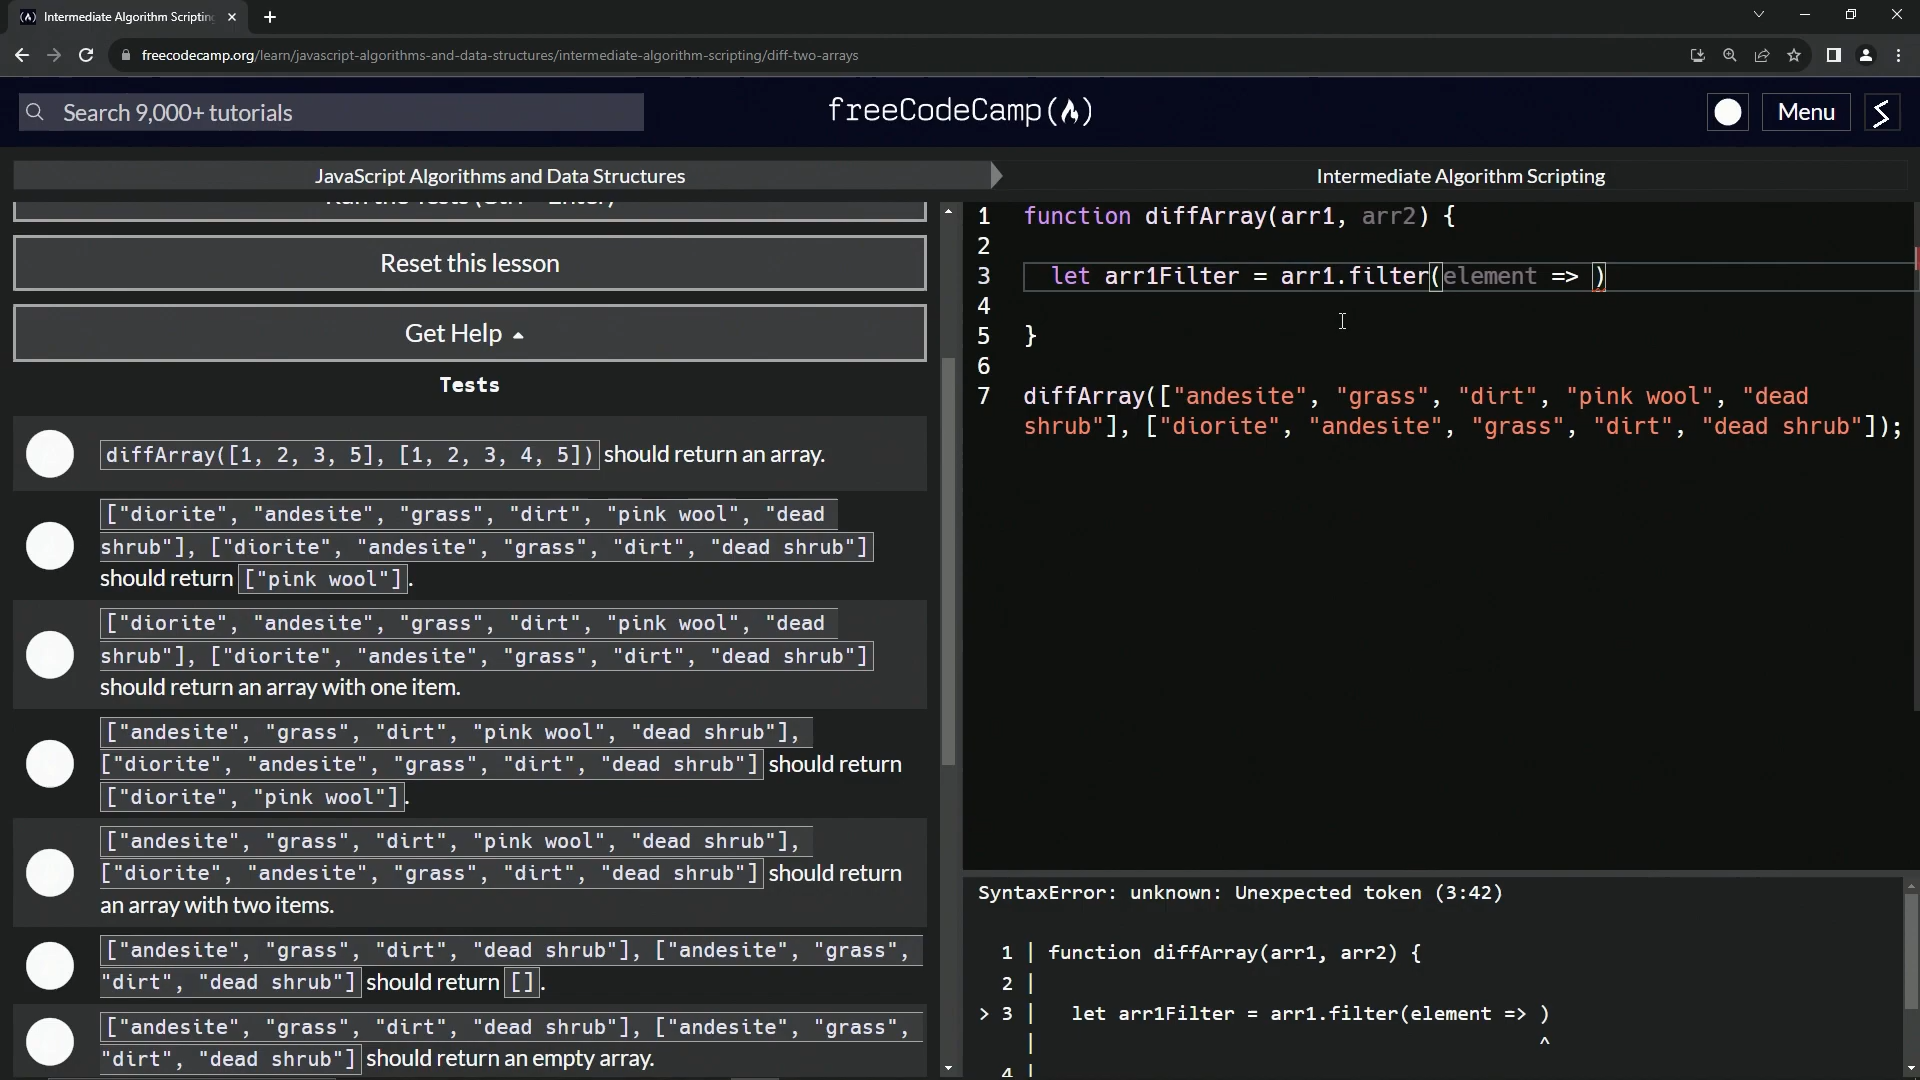 Intermediate Algorithm Scripting
freecodecamp.org/learn/javascript-algorithms-and-data-structures/intermediate-algorithm-scripting/diff-two-arrays
Search 9,000+ tutorials
freeCodeCamp(🔥)
Menu
JavaScript Algorithms and Data Structures
Intermediate Algorithm Scripting
Run the Tests (Ctrl + Enter)
Reset this lesson
Get Help
Tests
diffArray([1, 2, 3, 5], [1, 2, 3, 4, 5]) should return an array.
["diorite", "andesite", "grass", "dirt", "pink wool", "dead
shrub"], ["diorite", "andesite", "grass", "dirt", "dead shrub"]
should return ["pink wool"].
["diorite", "andesite", "grass", "dirt", "pink wool", "dead
shrub"], ["diorite", "andesite", "grass", "dirt", "dead shrub"]
should return an array with one item.
["andesite", "grass", "dirt", "pink wool", "dead shrub"],
["diorite", "andesite", "grass", "dirt", "dead shrub"] should return
["diorite", "pink wool"].
["andesite", "grass", "dirt", "pink wool", "dead shrub"],
["diorite", "andesite", "grass", "dirt", "dead shrub"] should return
an array with two items.
["andesite", "grass", "dirt", "dead shrub"], ["andesite", "grass",
"dirt", "dead shrub"] should return [].
["andesite", "grass", "dirt", "dead shrub"], ["andesite", "grass",
"dirt", "dead shrub"] should return an empty array.
1 function diffArray(arr1, arr2) {
2
3 let arr1Filter = arr1.filter(element => )
4
5 }
6
7 diffArray(["andesite", "grass", "dirt", "pink wool", "dead
shrub"], ["diorite", "andesite", "grass", "dirt", "dead shrub"]);
SyntaxError: unknown: Unexpected token (3:42)
1 | function diffArray(arr1, arr2) {
2 |
> 3 | let arr1Filter = arr1.filter(element => )
| ^
4 |